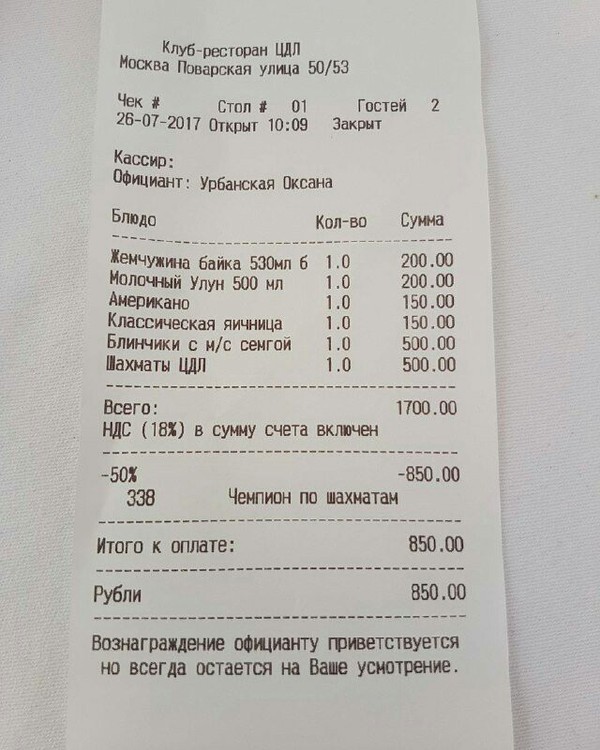 Клуб-ресторан ЦДЛ
Москва Поварская улица 50/53
Чек # Стол # 01 Гостей 2
26-07-2017 Открыт 10:09 Закрыт
Кассир:
Официант: Урбанская Оксана
Блюдо Кол-во Сумма
Жемчужина байка 530мл б 1.0 200.00
Молочный Улун 500 мл 1.0 200.00
Американо 1.0 150.00
Классическая яичница 1.0 150.00
Блинчики с м/с семгой 1.0 500.00
Шахматы ЦДЛ 1.0 500.00
Всего: 1700.00
НДС (18%) в сумму счета включен
-50% -850.00
338 Чемпион по шахматам
Итого к оплате: 850.00
Рубли 850.00
Вознаграждение официанту приветствуется
но всегда остается на Ваше усмотрение.